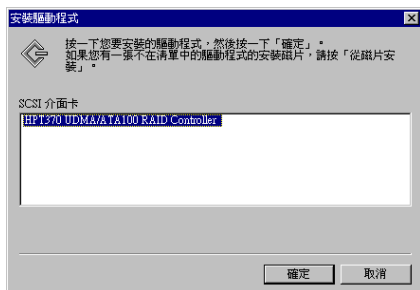 安裝驅動程式
按一下您要安裝的驅動程式，然後按一下「確定」。
如果您有一張不在清單中的驅動程式的安裝磁片，請按「從磁片安
裝」。
SCSI 介面卡
HPT370 UDMA/ATA100 RAID Controller
確定
取消